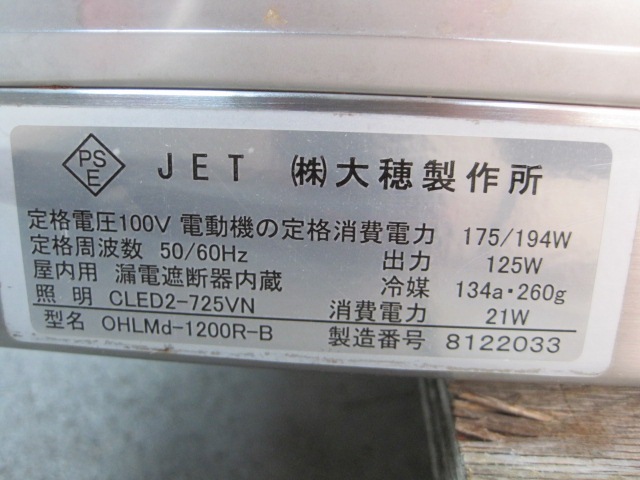 PS E JET (株)大穂製作所
定格電圧100V 電動機の定格消費電力 175/194W
定格周波数 50/60Hz 出力 125W
屋内用 漏電遮断器内蔵 冷媒 134a・260g
照明 CLED2-725VN 消費電力 21W
型名 OHLMd-1200R-B 製造番号 8122033